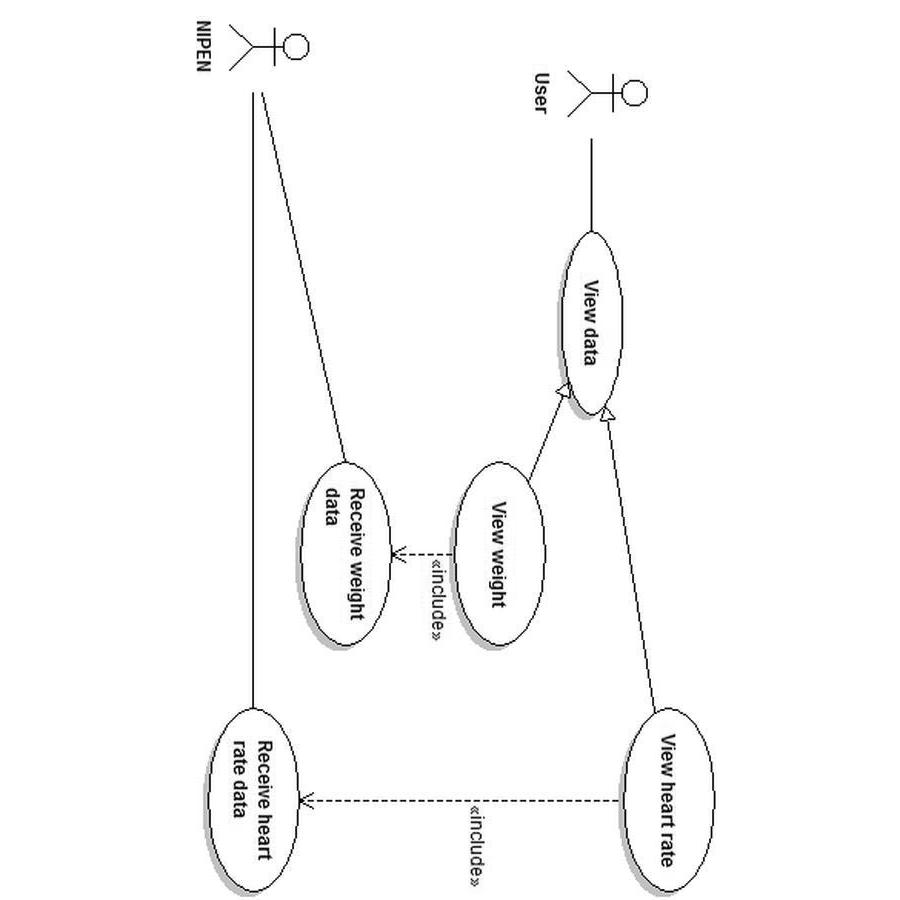 User
View data
View heart rate
View weight
«include»
«include»
Receive weight
data
NIPEN
Receive heart
rate data